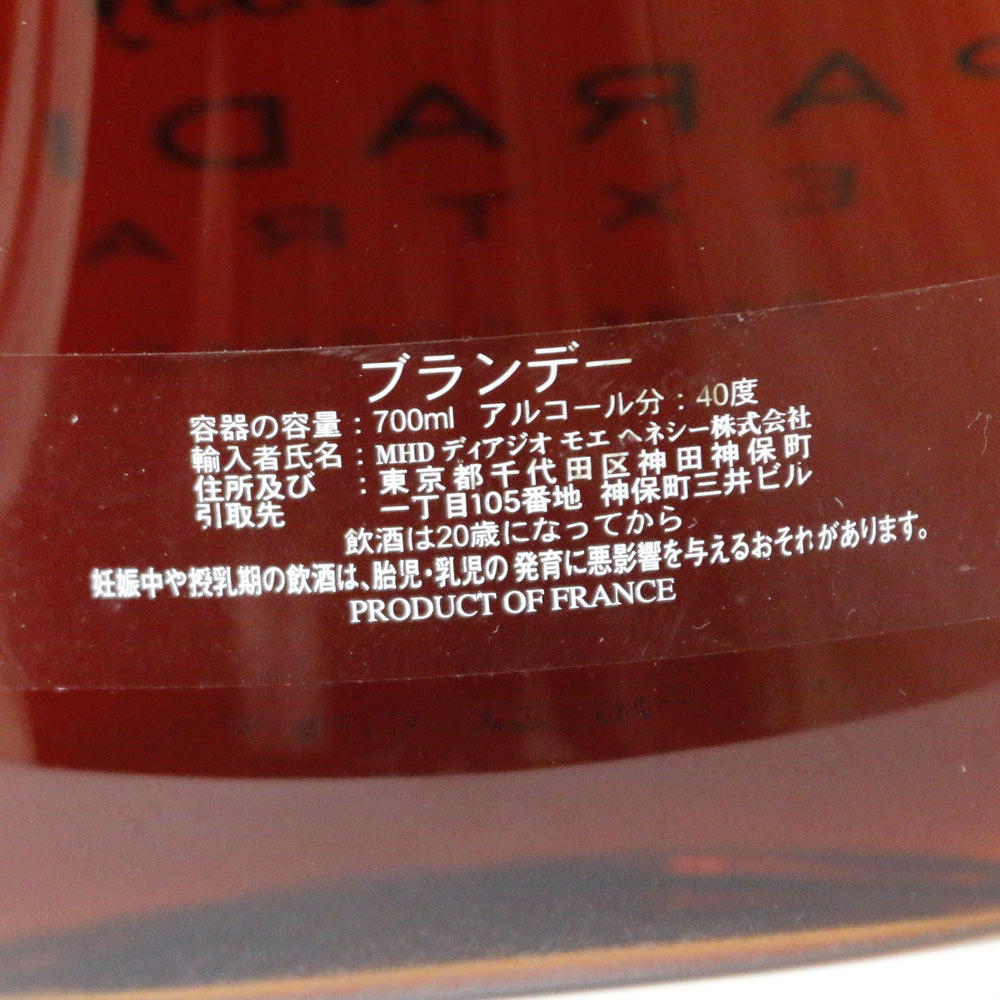 PARADI
EXTRA
ブランデー
容器の容量：700ml アルコール分：40度
輸入者氏名：MHD ディアジオ モエ ヘネシー株式会社
住所及び ：東京都千代田区神田神保町
引取先 一丁目105番地 神保町三井ビル
飲酒は20歳になってから
妊娠中や授乳期の飲酒は、胎児・乳児の発育に悪影響を与えるおそれがあります。
PRODUCT OF FRANCE